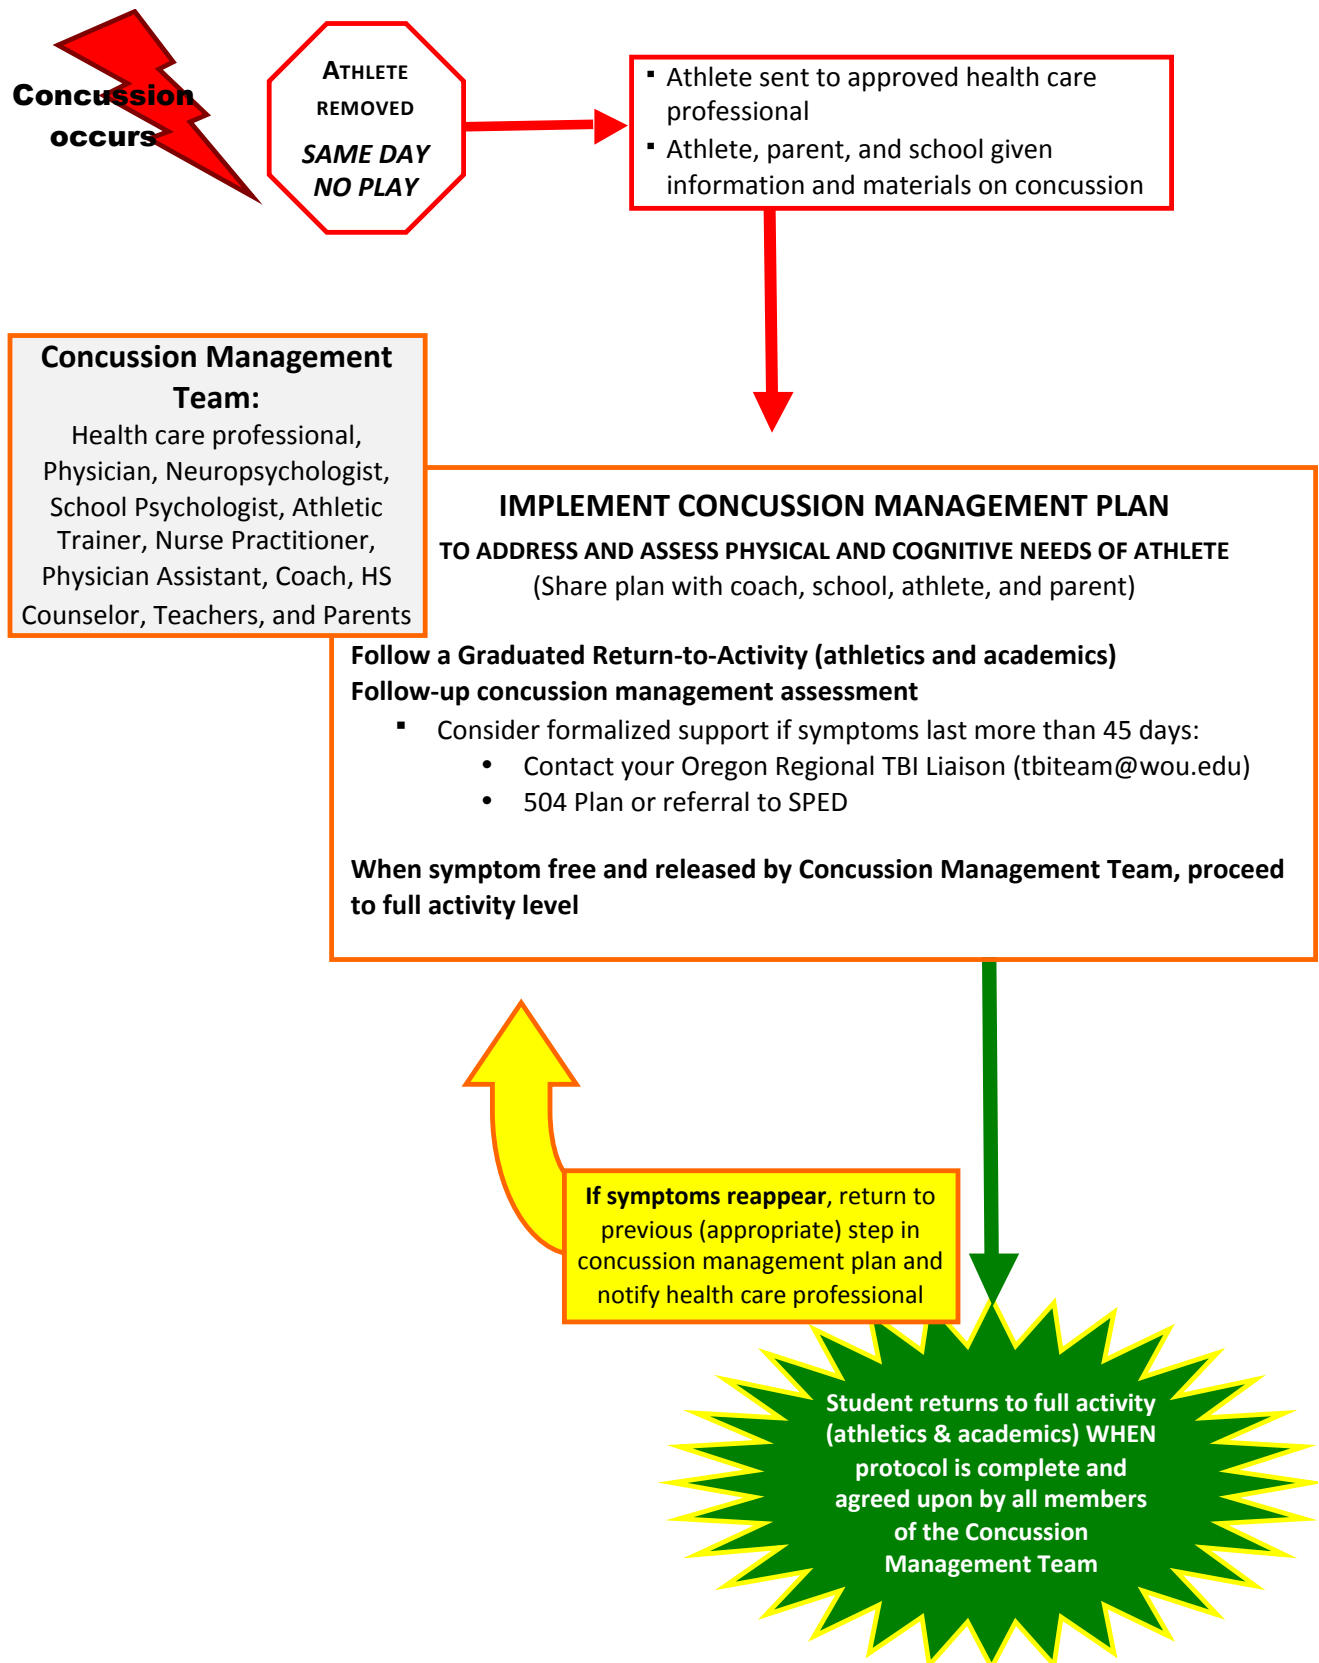 Concussion
occurs
ATHLETE
REMOVED
SAME DAY
NO PLAY
▪ Athlete sent to approved health care
professional
▪ Athlete, parent, and school given
information and materials on concussion
Concussion Management
Team:
Health care professional,
Physician, Neuropsychologist,
School Psychologist, Athletic
Trainer, Nurse Practitioner,
Physician Assistant, Coach, HS
Counselor, Teachers, and Parents
IMPLEMENT CONCUSSION MANAGEMENT PLAN
TO ADDRESS AND ASSESS PHYSICAL AND COGNITIVE NEEDS OF ATHLETE
(Share plan with coach, school, athlete, and parent)
Follow a Graduated Return-to-Activity (athletics and academics)
Follow-up concussion management assessment
▪ Consider formalized support if symptoms last more than 45 days:
• Contact your Oregon Regional TBI Liaison (tbiteam@wou.edu)
• 504 Plan or referral to SPED
When symptom free and released by Concussion Management Team, proceed
to full activity level
If symptoms reappear, return to
previous (appropriate) step in
concussion management plan and
notify health care professional
Student returns to full activity
(athletics & academics) WHEN
protocol is complete and
agreed upon by all members
of the Concussion
Management Team